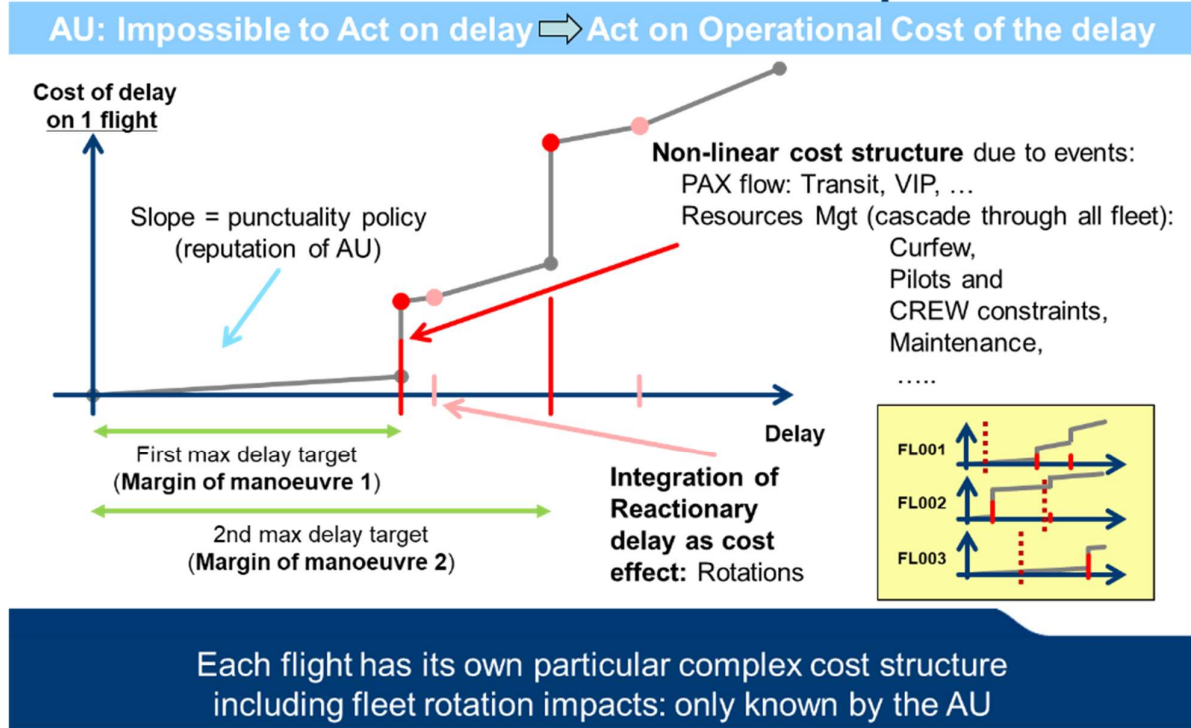 AU: Impossible to Act on delay ⇨ Act on Operational Cost of the delay
Cost of delay
on 1 flight
Slope = punctuality policy
(reputation of AU)
Non-linear cost structure due to events:
PAX flow: Transit, VIP, …
Resources Mgt (cascade through all fleet):
Curfew,
Pilots and
CREW constraints,
Maintenance,
…..
Delay
First max delay target
(Margin of manoeuvre 1)
2nd max delay target
(Margin of manoeuvre 2)
Integration of
Reactionary
delay as cost
effect: Rotations
FL001
FL002
FL003
Each flight has its own particular complex cost structure
including fleet rotation impacts: only known by the AU